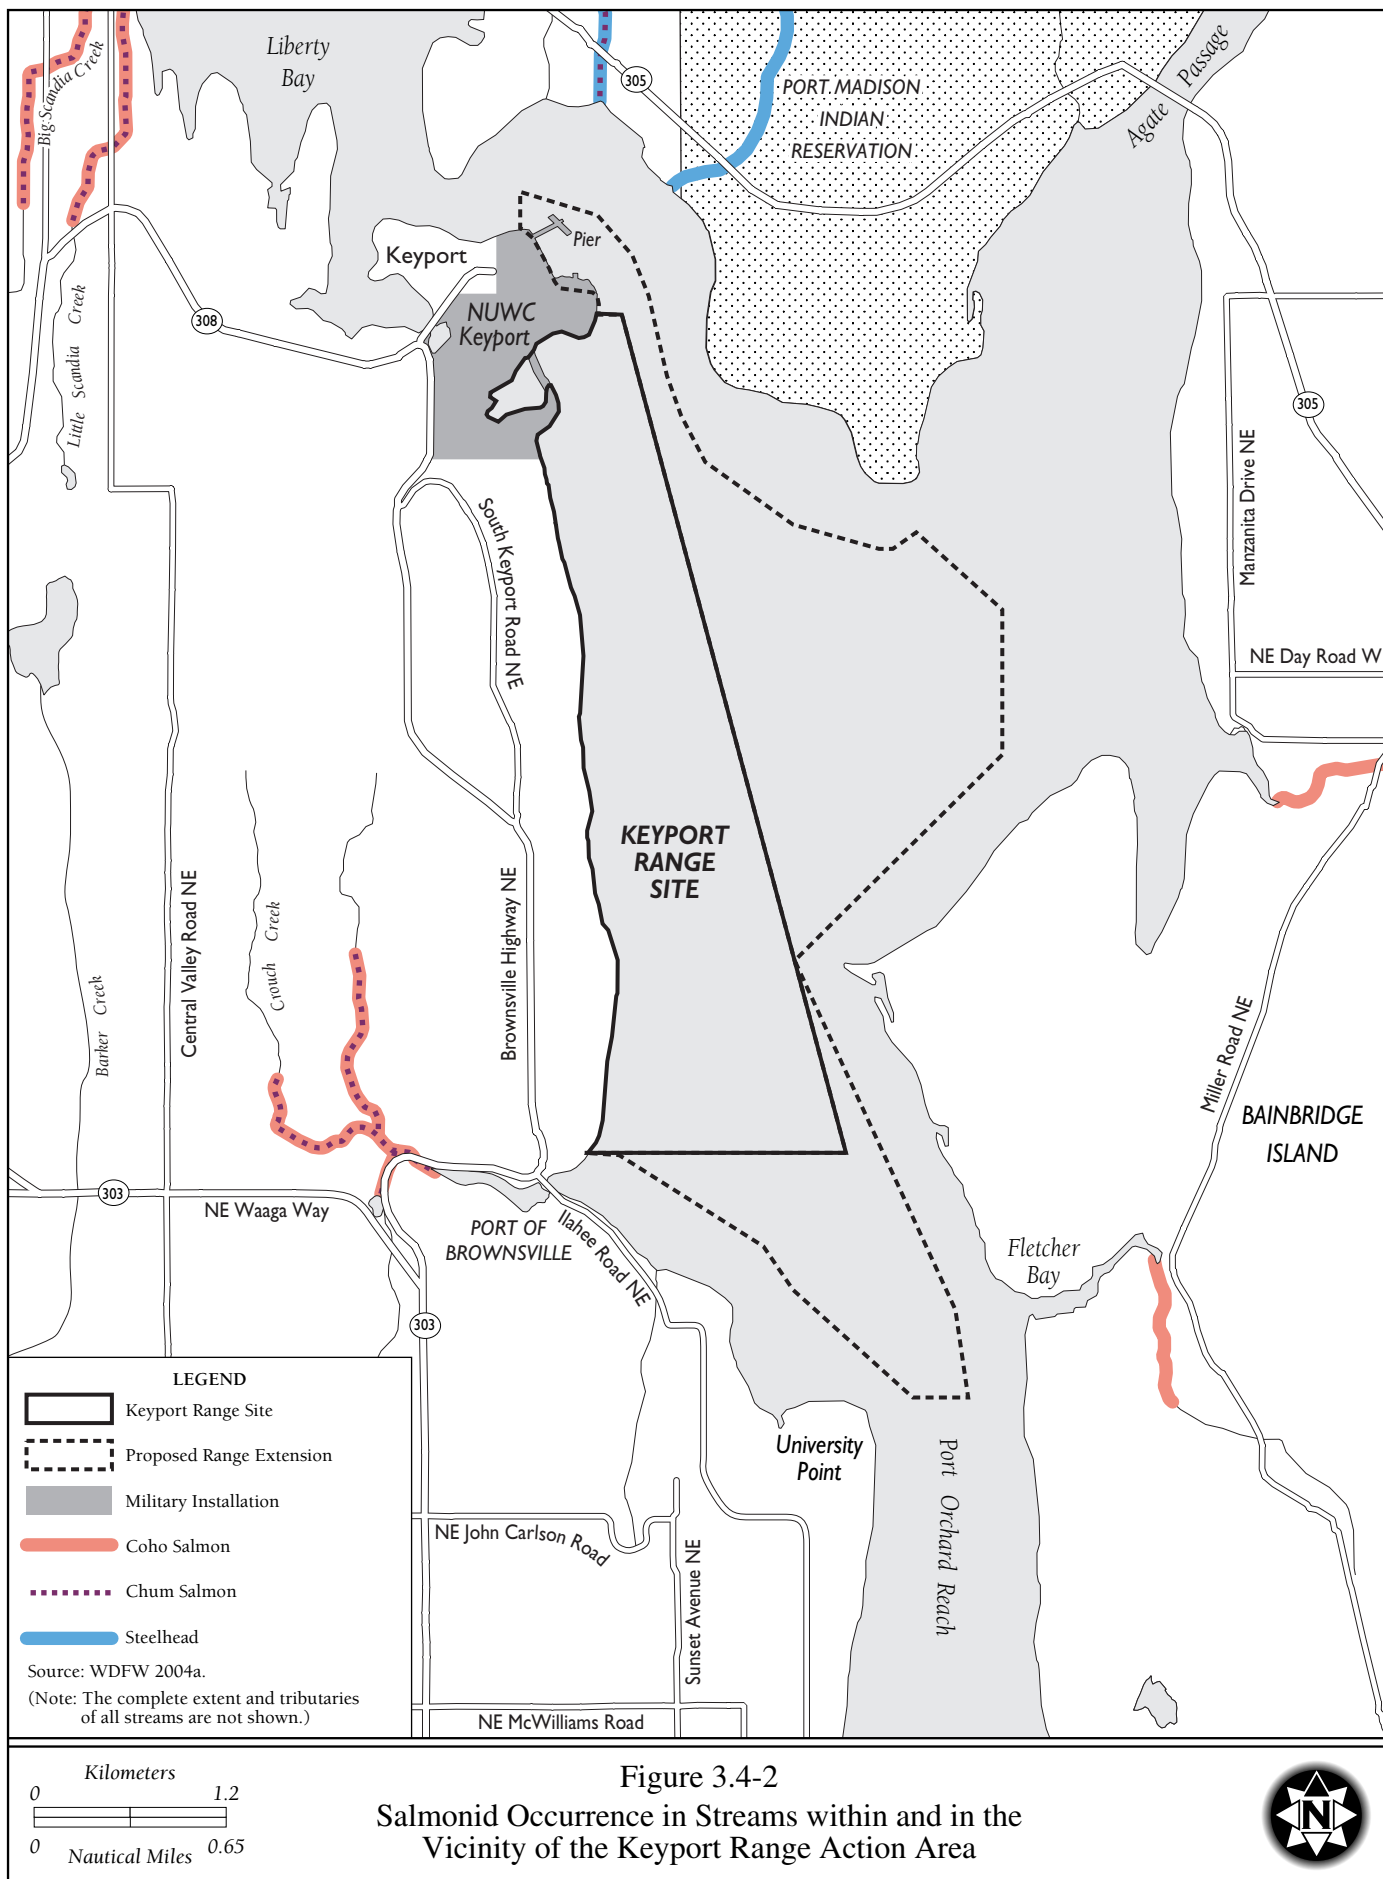 Liberty
Bay
Big Scandia Creek
305
PORT MADISON
INDIAN
RESERVATION
Agate Passage
Keyport
Pier
308
NUWC
Keyport
Little Scandia Creek
305
Manzanita Drive NE
South Keyport Road NE
NE Day Road W
KEYPORT
RANGE
SITE
Central Valley Road NE
Crouch Creek
Brownsville Highway NE
Barker Creek
Miller Road NE
BAINBRIDGE
ISLAND
303
NE Waaga Way
PORT OF
BROWNSVILLE
Ilahee Road NE
Fletcher
Bay
303
University
Point
Port Orchard Reach
NE John Carlson Road
Sunset Avenue NE
NE McWilliams Road
LEGEND
Keyport Range Site
Proposed Range Extension
Military Installation
Coho Salmon
Chum Salmon
Steelhead
Source: WDFW 2004a.
(Note: The complete extent and tributaries
of all streams are not shown.)
Kilometers
0 1.2
0 0.65
Nautical Miles
Figure 3.4-2
Salmonid Occurrence in Streams within and in the
Vicinity of the Keyport Range Action Area
N